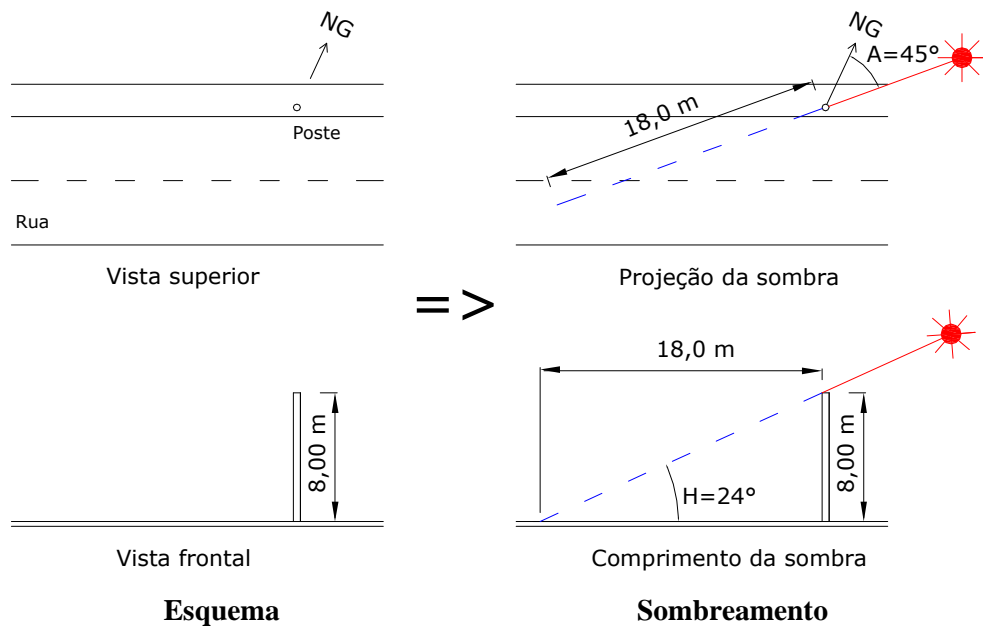 NG
Poste
Rua
Vista superior
NG
A=45°
18,0 m
Projeção da sombra
=>
8,00 m
Vista frontal
18,0 m
H=24°
8,00 m
Comprimento da sombra
Esquema
Sombreamento